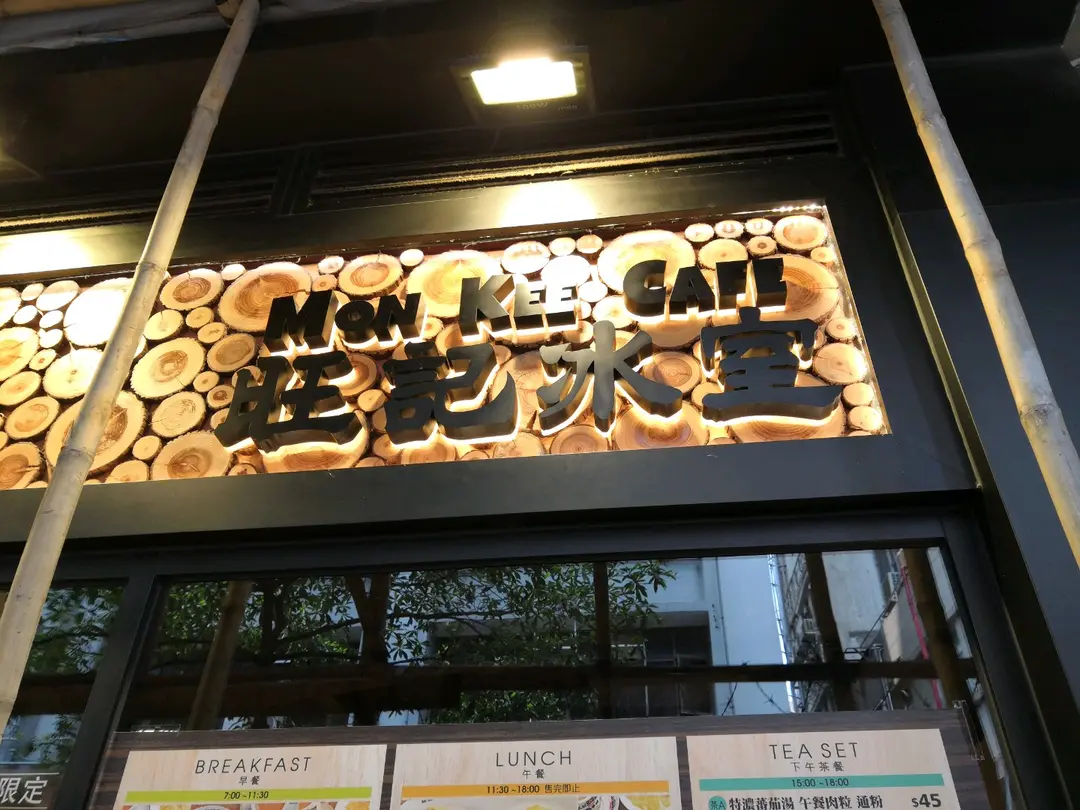 MON KEE CAFE
旺記冰室
限定
BREAKFAST
早餐
7:00 -11:30
LUNCH
午餐
11:30 -18:00 售完即止
TEA SET
下午茶餐
15:00 -18:00
茶A 特濃蕃茄湯 午餐肉粒 通粉 $45